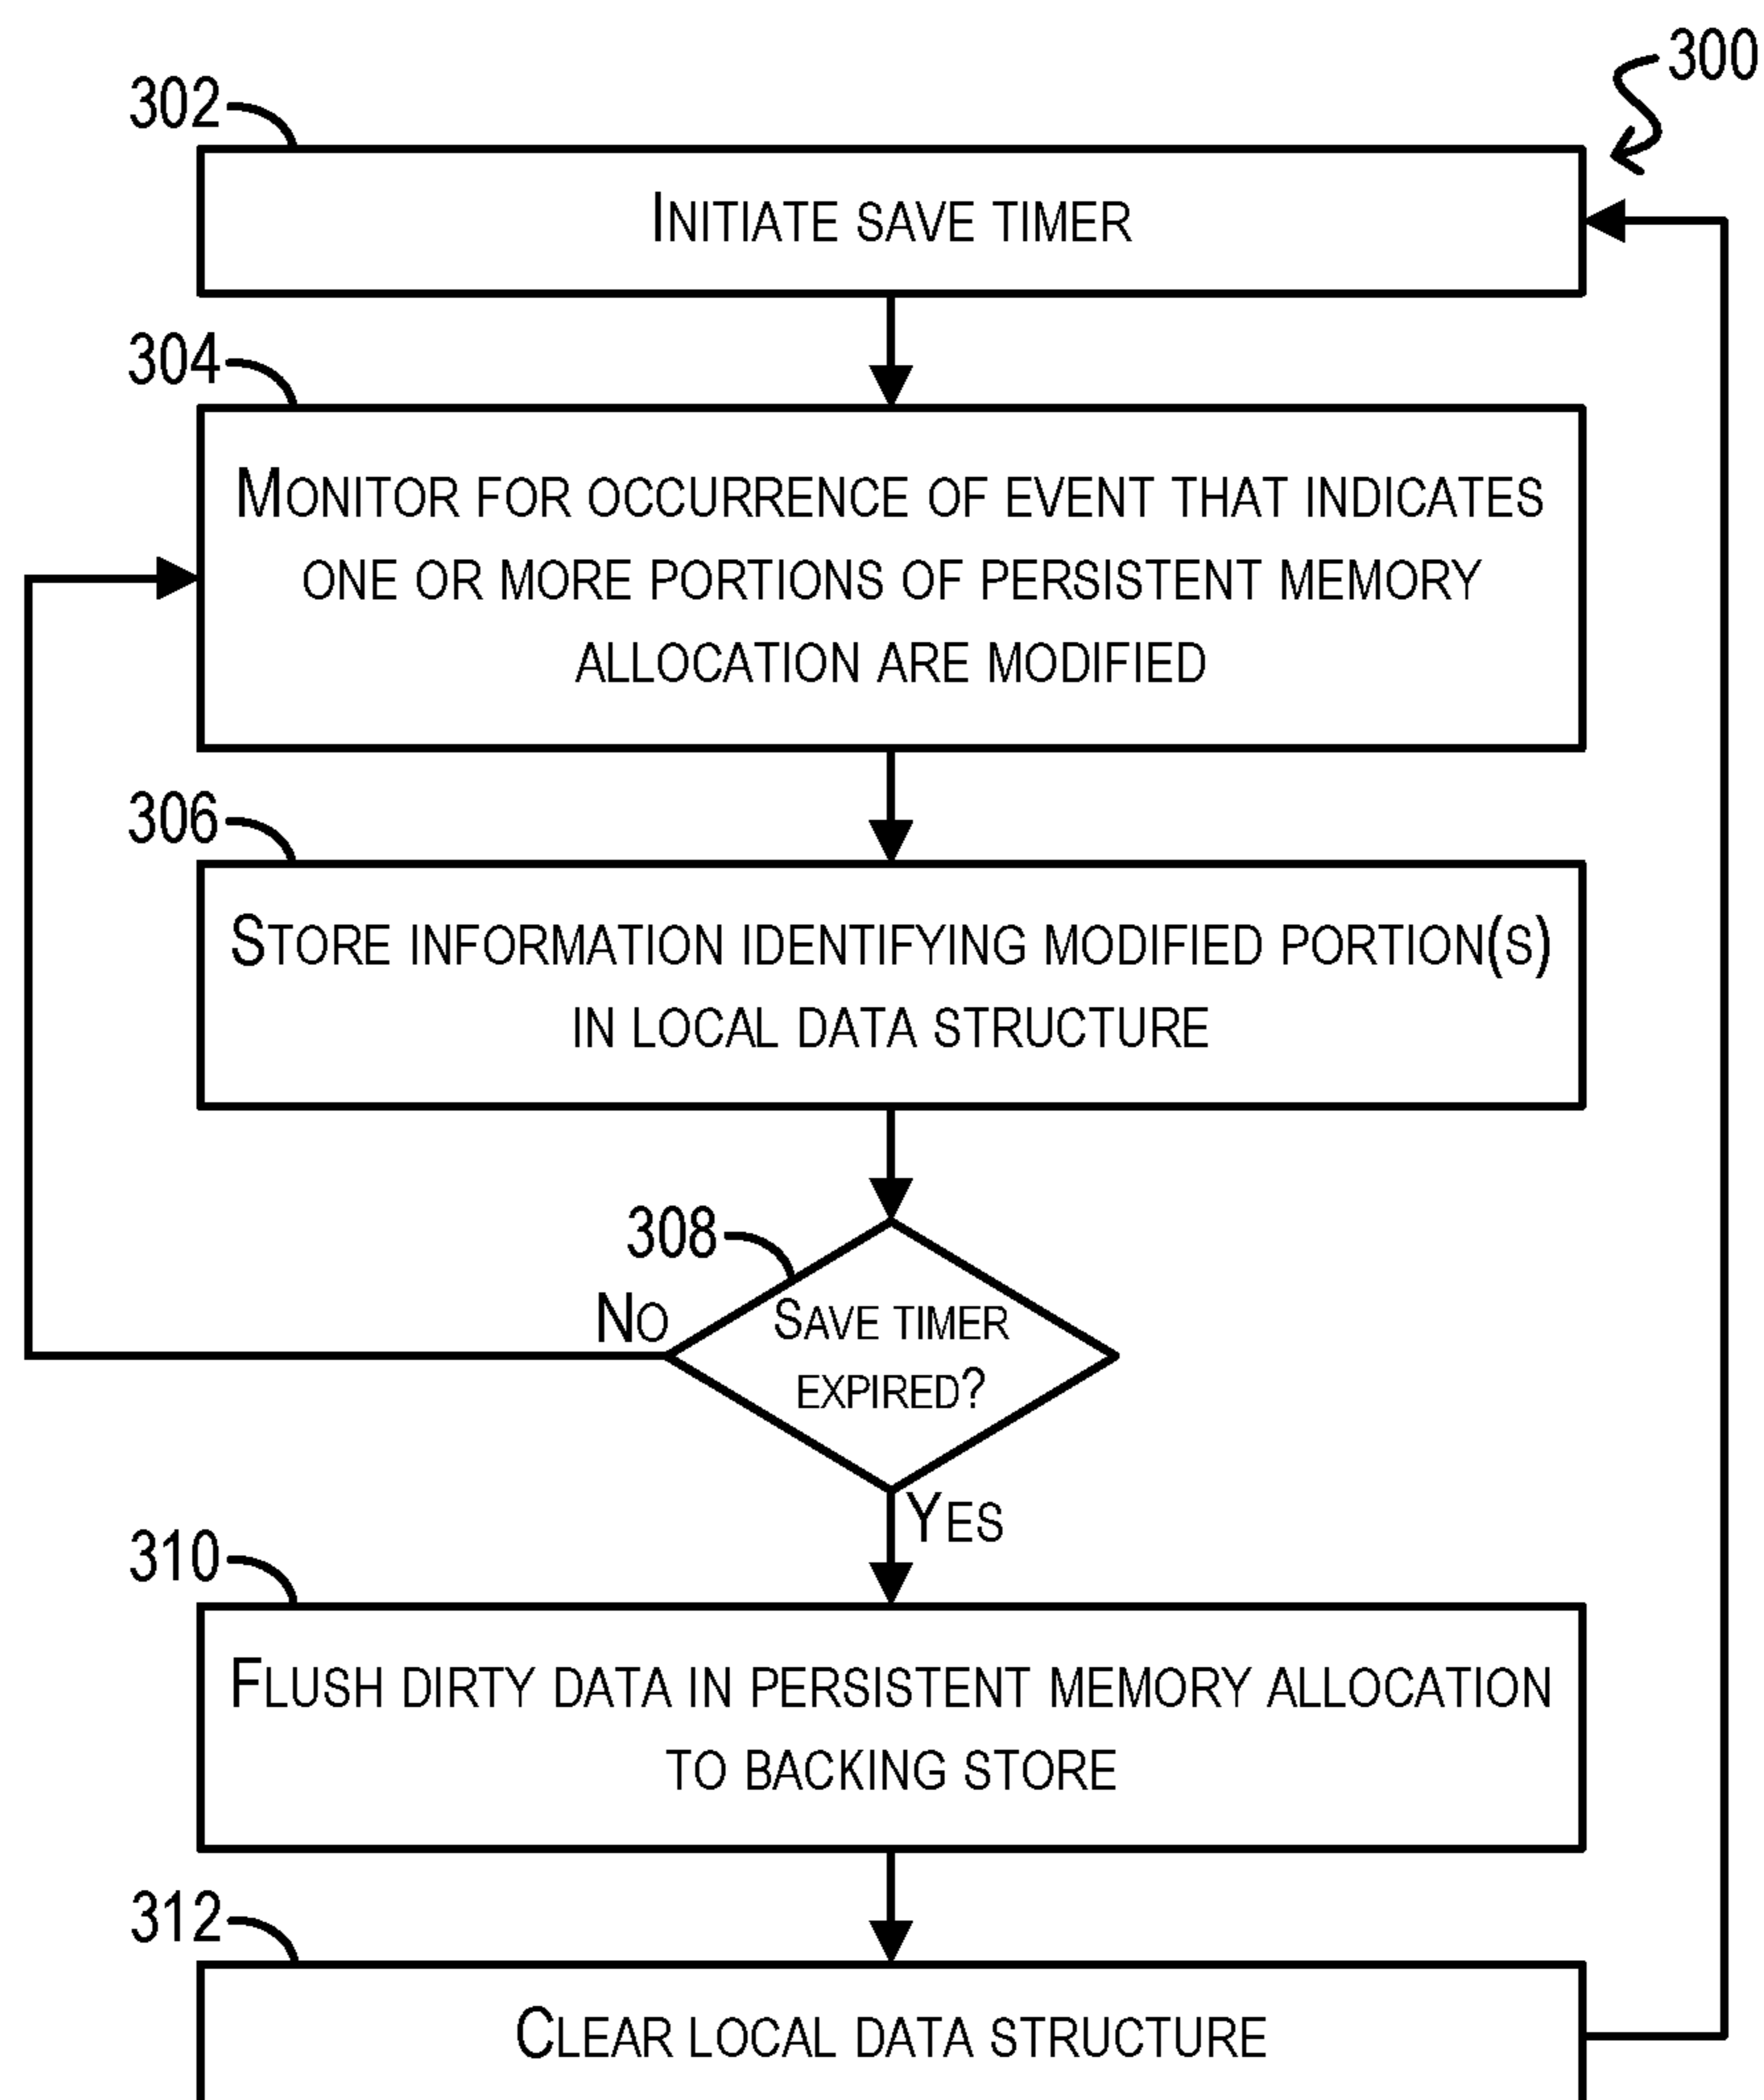 300
302
INITIATE SAVE TIMER
304
MONITOR FOR OCCURRENCE OF EVENT THAT INDICATES
ONE OR MORE PORTIONS OF PERSISTENT MEMORY
ALLOCATION ARE MODIFIED
306
STORE INFORMATION IDENTIFYING MODIFIED PORTION(S)
IN LOCAL DATA STRUCTURE
308
NO
SAVE TIMER
EXPIRED?
YES
310
FLUSH DIRTY DATA IN PERSISTENT MEMORY ALLOCATION
TO BACKING STORE
312
CLEAR LOCAL DATA STRUCTURE